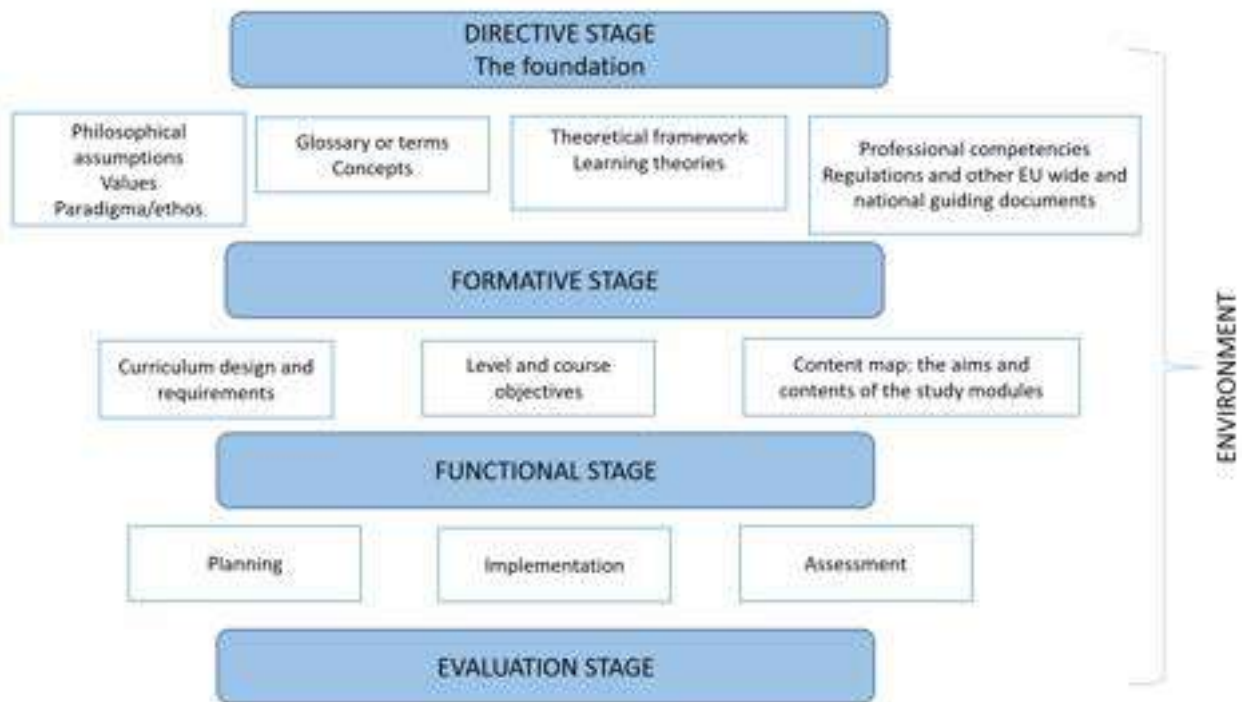 DIRECTIVE STAGE
The foundation
Philosophical
assumptions
Values
Paradigma/ethos
Glossary or terms
Concepts
Theoretical framework
Learning theories
Professional competencies
Regulations and other EU wide and
national guiding documents
FORMATIVE STAGE
Curriculum design and
requirements
Level and course
objectives
Content map: the aims and
contents of the study modules
FUNCTIONAL STAGE
Planning
Implementation
Assessment
EVALUATION STAGE
ENVIRONMENT